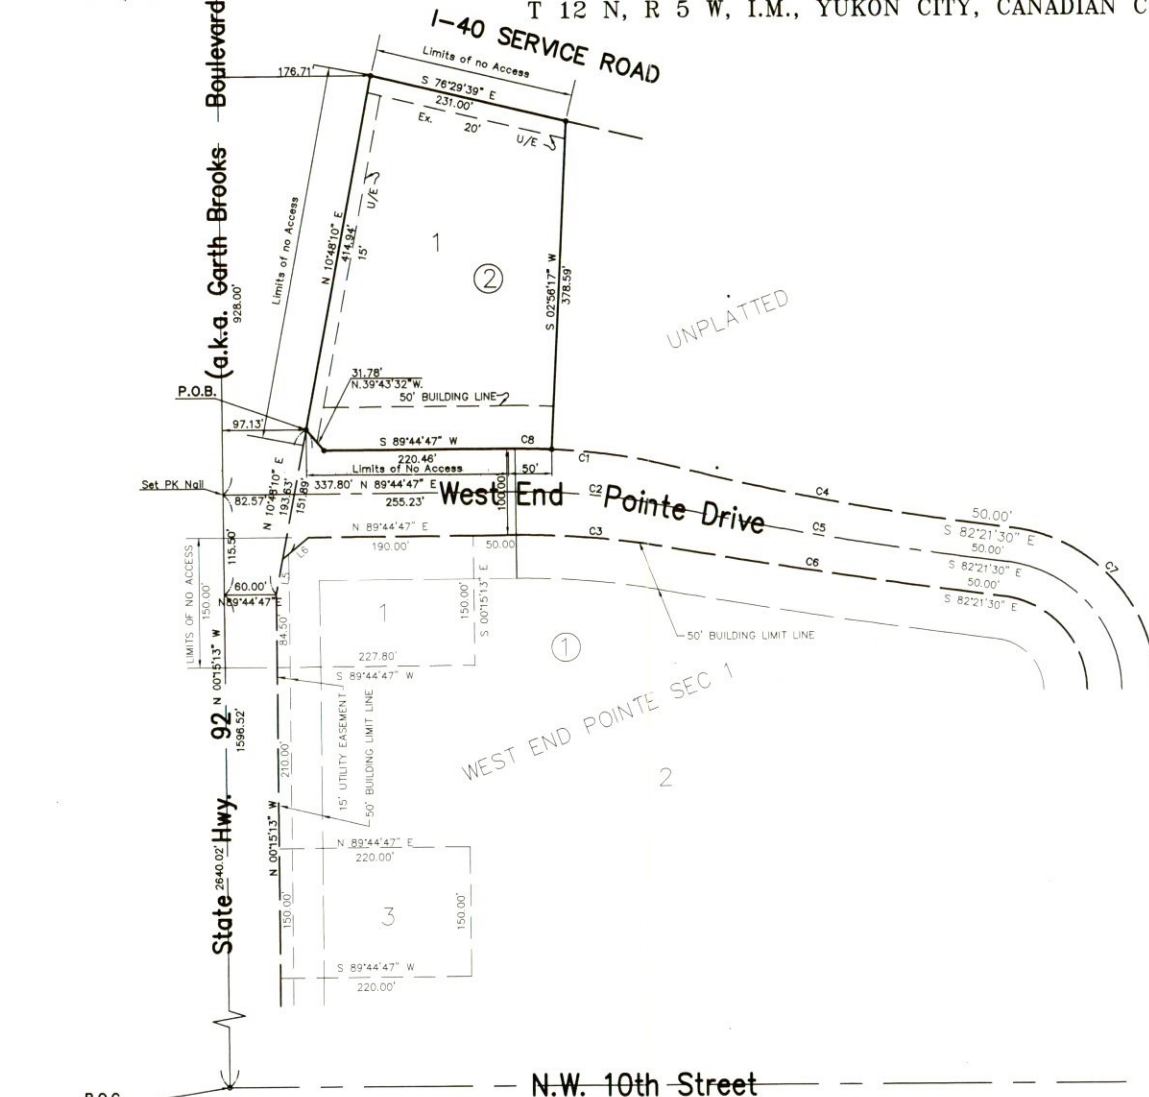 T 12 N, R 5 W, I.M., YUKON CITY, CANADIAN C
I-40 SERVICE ROAD
Limits of no Access
176.71'
S 76°29'39" E
231.00'
Ex. 20' U/E
U/E
15'
N 10°48'10" E
414.94'
Limits of no Access
(a.k.a. Garth Brooks Boulevard
928.00'
1
2
S 02°56'17" W
378.59'
UNPLATTED
31.78'
N.39°43'32"W.
50' BUILDING LINE
P.O.B.
97.13'
S 89°44'47" W
220.46'
C8
C1
Limits of No Access
50'
Set PK Nail
82.57'
N 10°48'10" E
193.63'
151.89'
337.80' N 89°44'47" E
255.23'
100.00'
West End Pointe Drive
C2
C4
C5
C3
C6
C7
N 89°44'47" E
190.00'
50.00'
50.00'
S 82°21'30" E
50.00'
S 82°21'30" E
50.00'
S 82°21'30" E
115.50'
L6
L5
LIMITS OF NO ACCESS
150.00'
60.00'
N89°44'47"E
84.50'
1
150.00'
S 00°15'13" E
227.80'
S 89°44'47" W
50' BUILDING LIMIT LINE
1
WEST END POINTE SEC 1
2
N 00°15'13" W
State Hwy. 92
1596.52'
2640.02'
210.00'
15' UTILITY EASEMENT
50' BUILDING LIMIT LINE
N 00°15'13" W
N 89°44'47" E
220.00'
150.00'
3
150.00'
S 89°44'47" W
220.00'
N.W. 10th Street